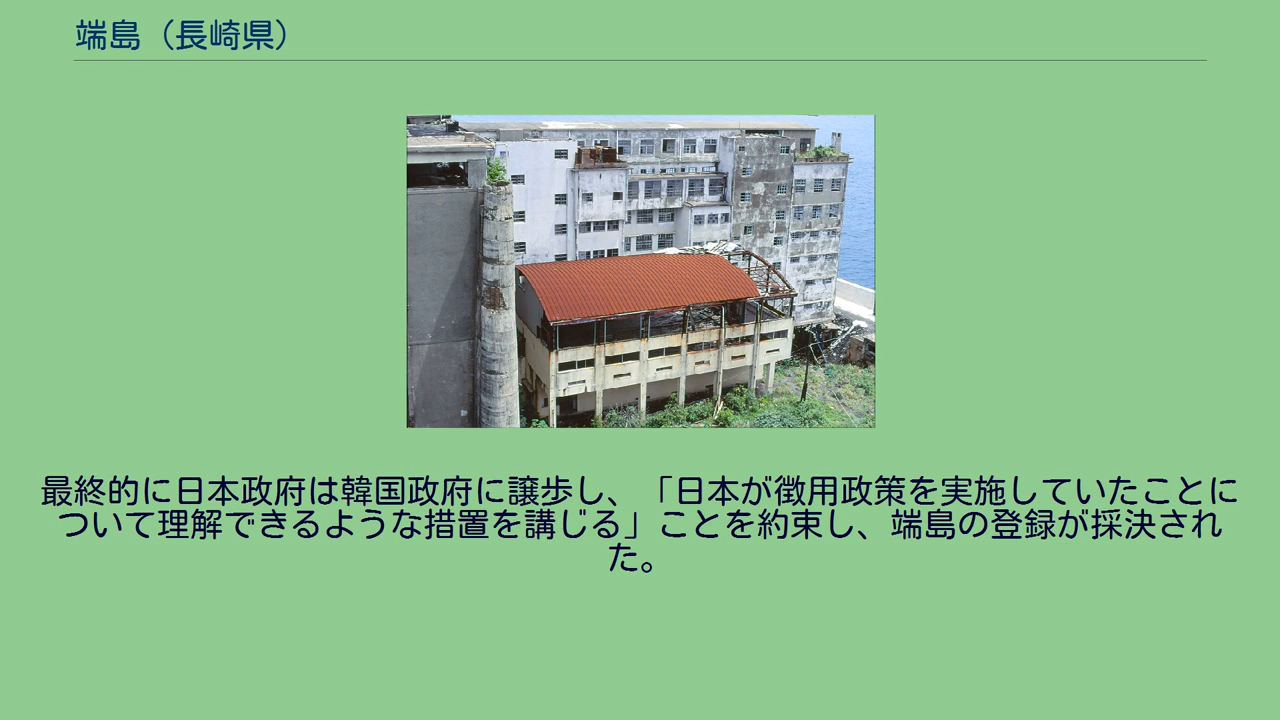 端島（長崎県）
最終的に日本政府は韓国政府に譲歩し、「日本が徴用政策を実施していたことに
ついて理解できるような措置を講じる」ことを約束し、端島の登録が採決され
た。